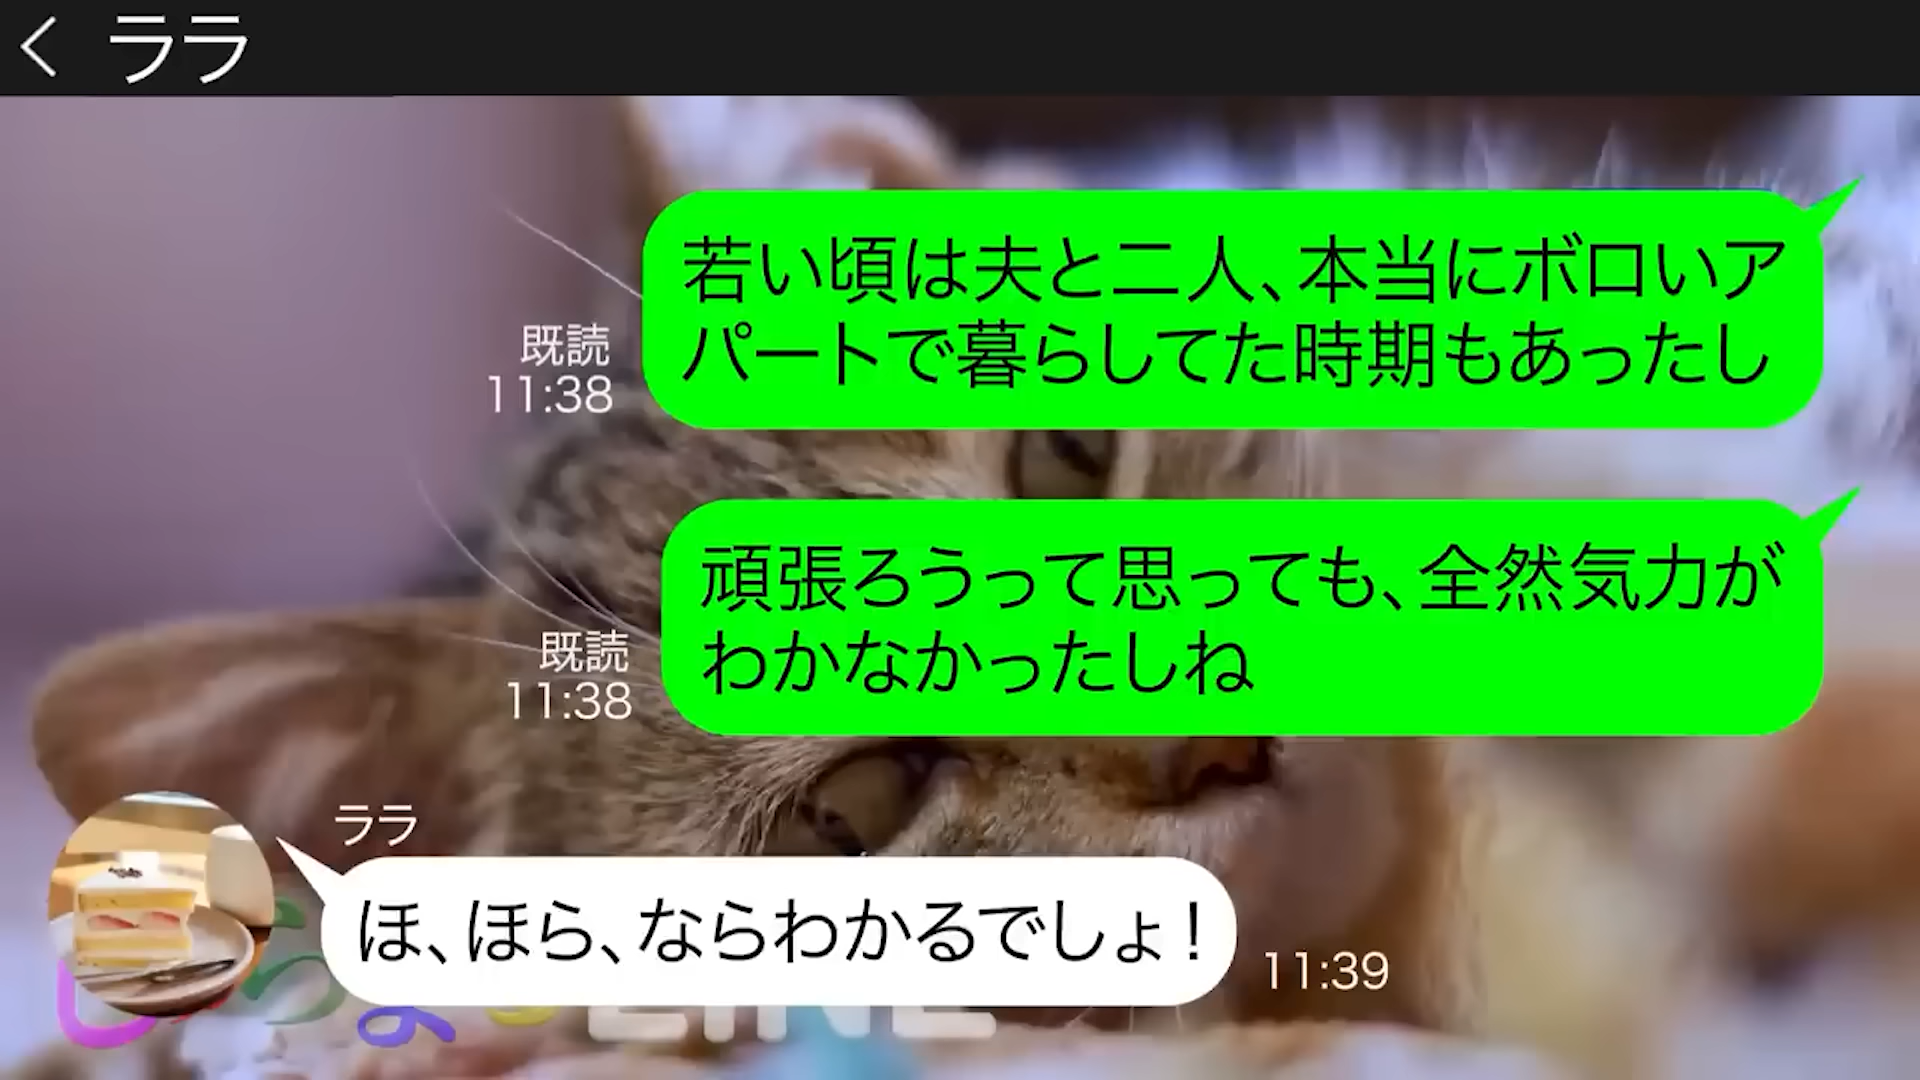 ララ
若い頃は夫と二人、本当にボロいア
パートで暮らしてた時期もあったし
既読
11:38
頑張ろうって思っても、全然気力が
わかなかったしね
既読
11:38
ララ
ほ、ほら、ならわかるでしょ！
11:39
LINE